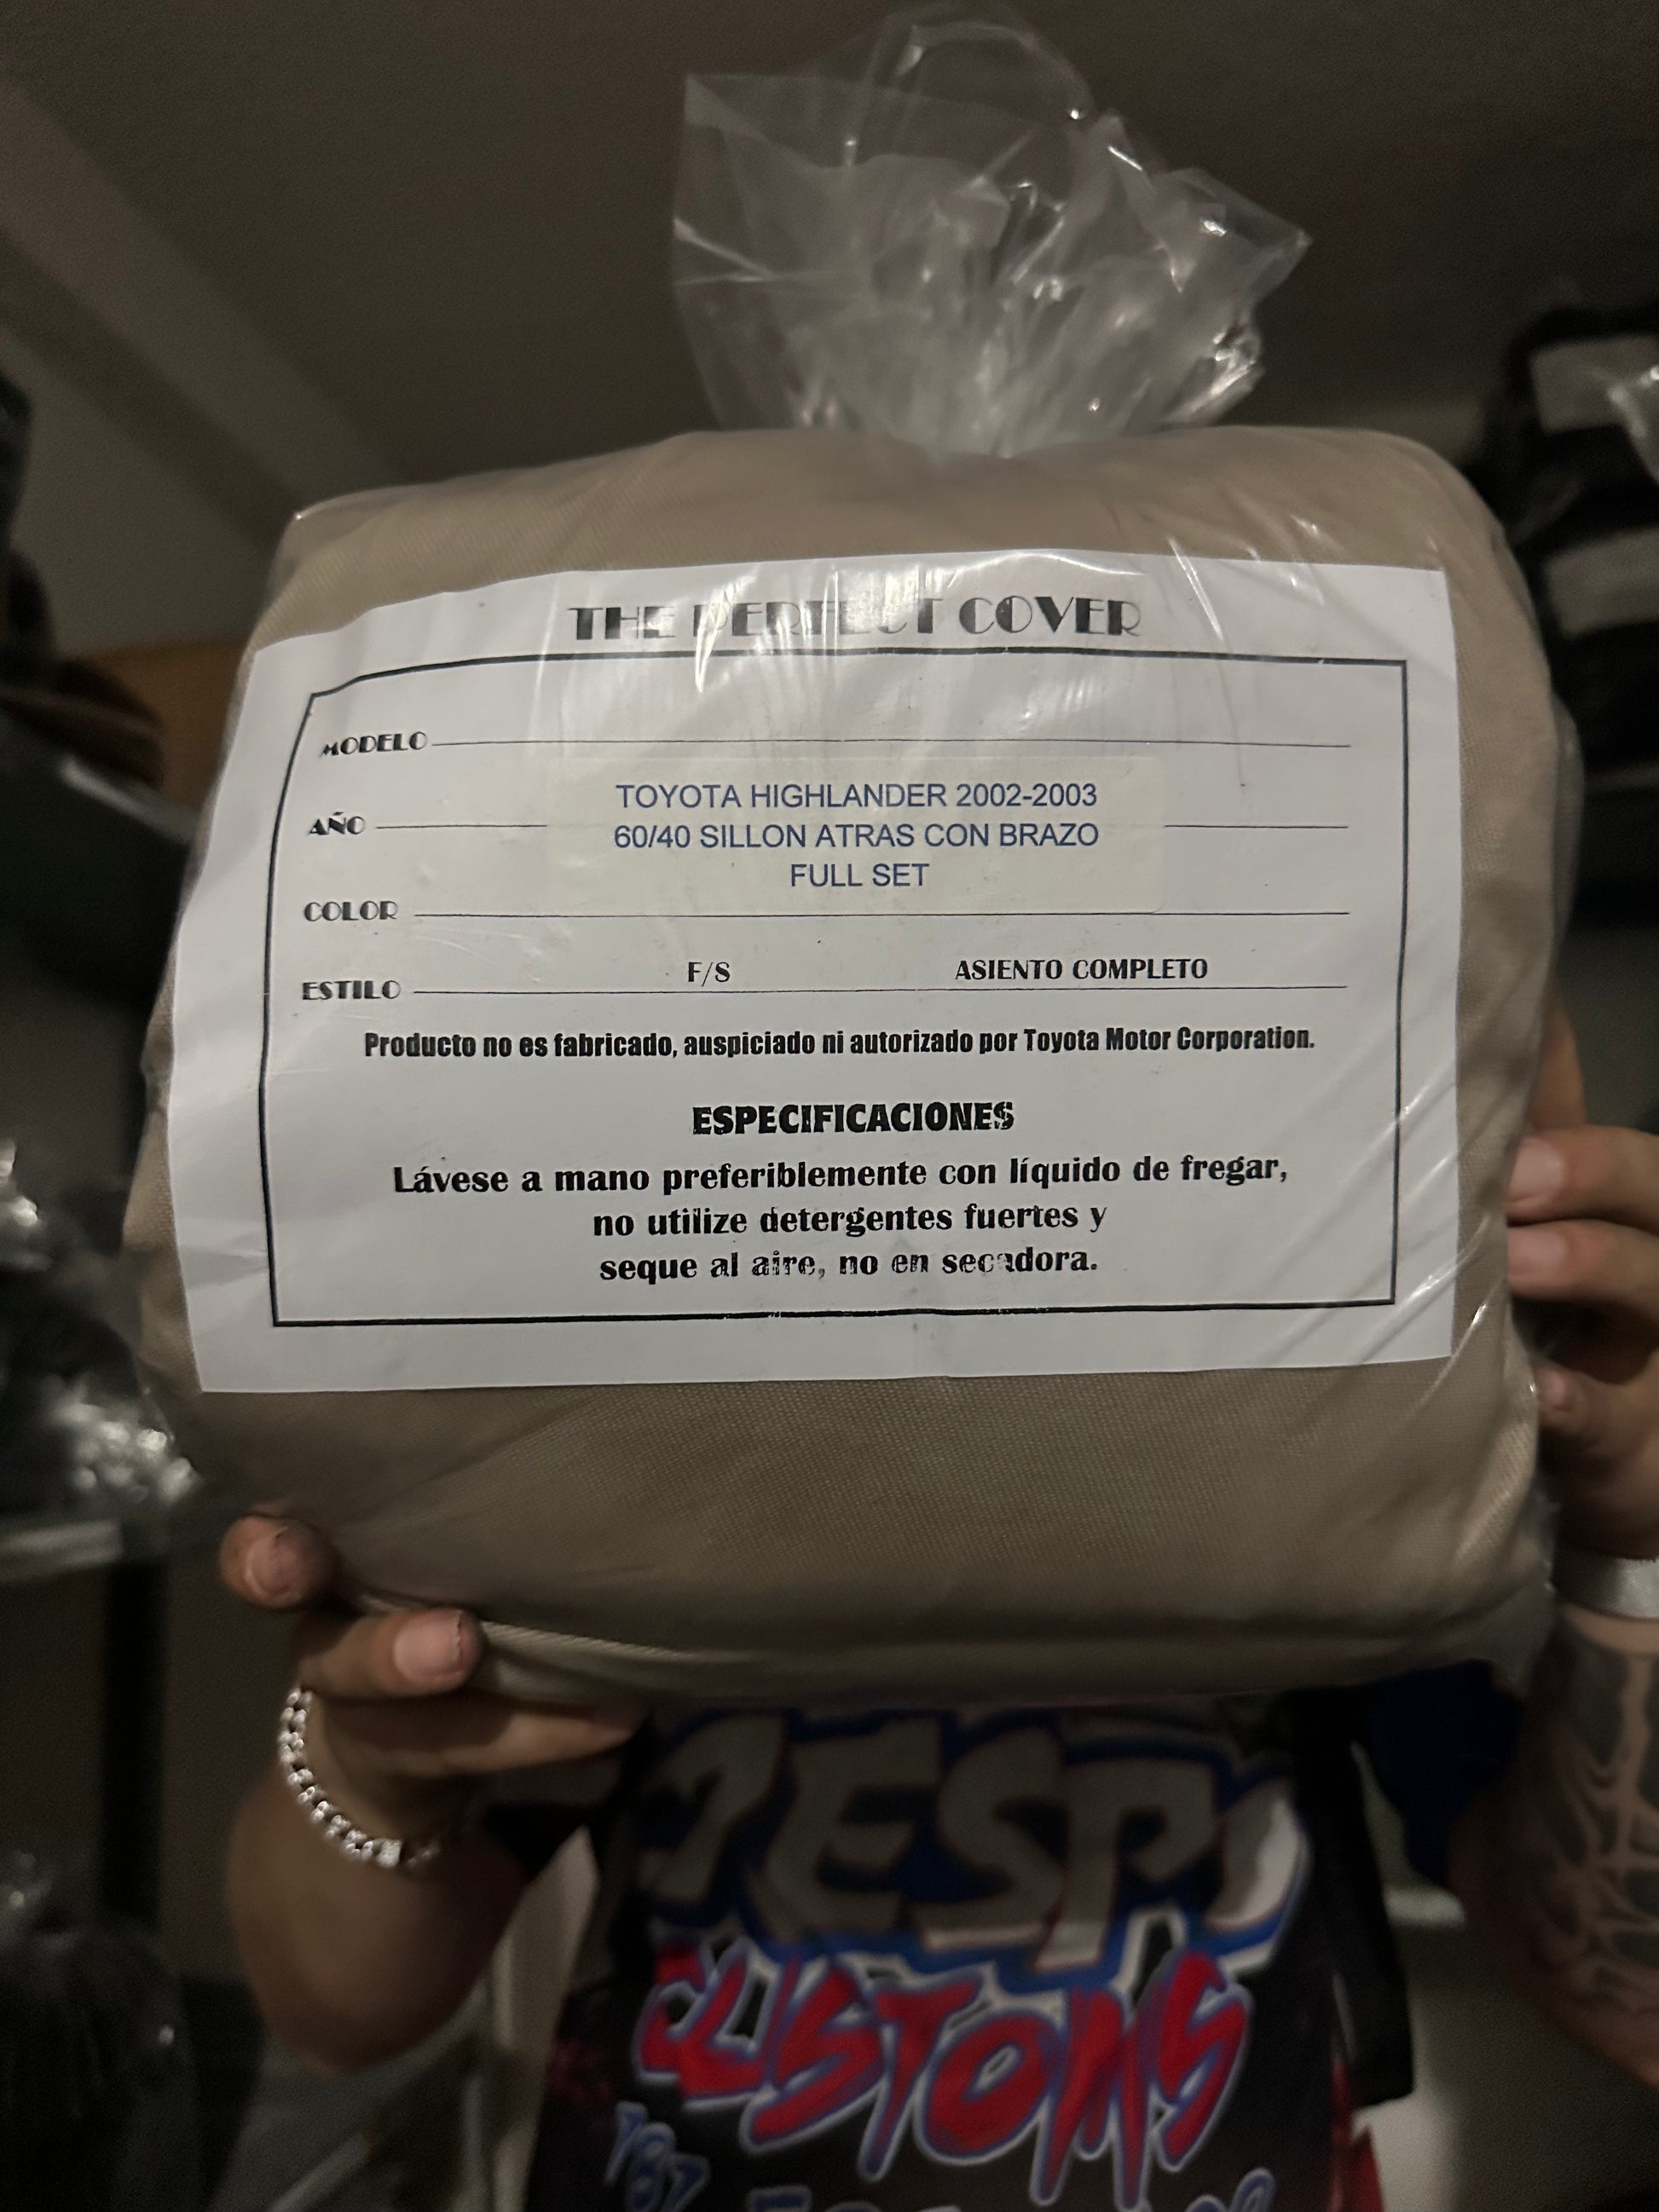 THE PERFECT COVER
MODELO
TOYOTA HIGHLANDER 2002-2003
AÑO
60/40 SILLON ATRAS CON BRAZO
FULL SET
COLOR
ESTILO F/S ASIENTO COMPLETO
Producto no es fabricado, auspiciado ni autorizado por Toyota Motor Corporation.
ESPECIFICACIONES
Lávese a mano preferiblemente con líquido de fregar,
no utilize detergentes fuertes y
seque al aire, no en secadora.
CUSTOMS
787